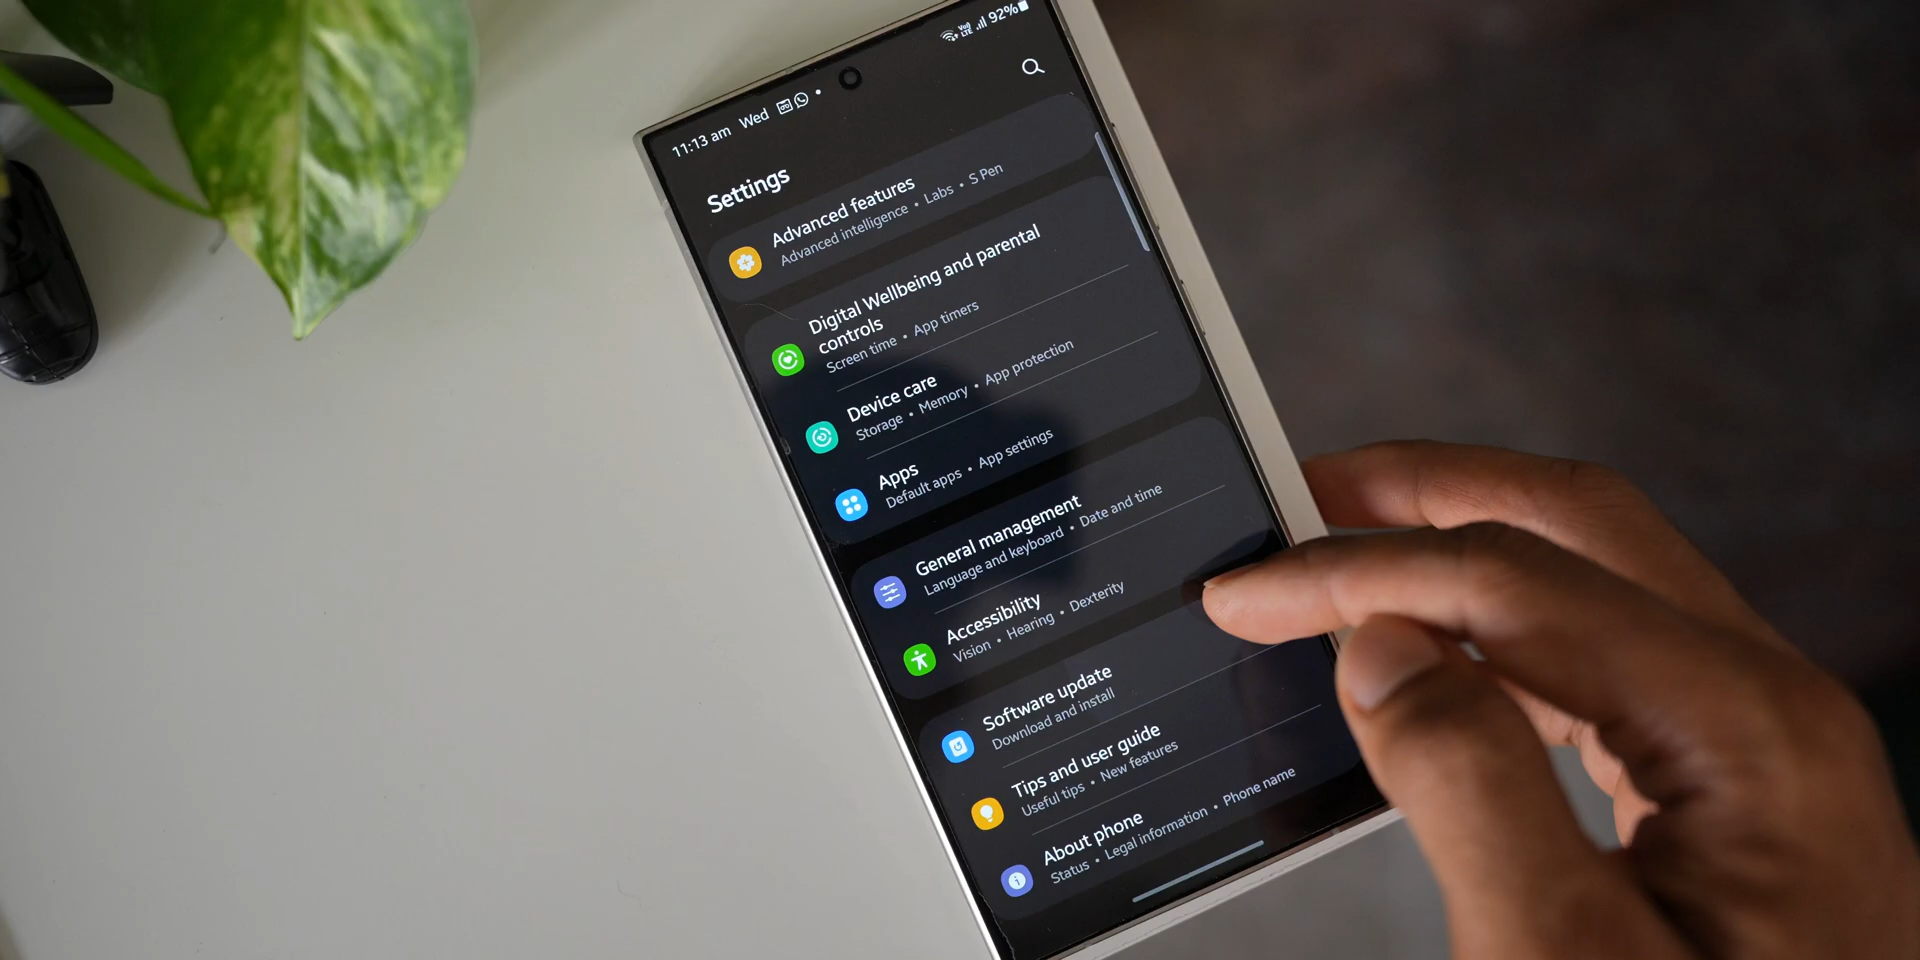 11:13 am Wed
Vo)) LTE 92%
Settings
Advanced features
Advanced intelligence • Labs • S Pen
Digital Wellbeing and parental
controls
Screen time • App timers
Device care
Storage • Memory • App protection
Apps
Default apps • App settings
General management
Language and keyboard • Date and time
Accessibility
Vision • Hearing • Dexterity
Software update
Download and install
Tips and user guide
Useful tips • New features
About phone
Status • Legal information • Phone name